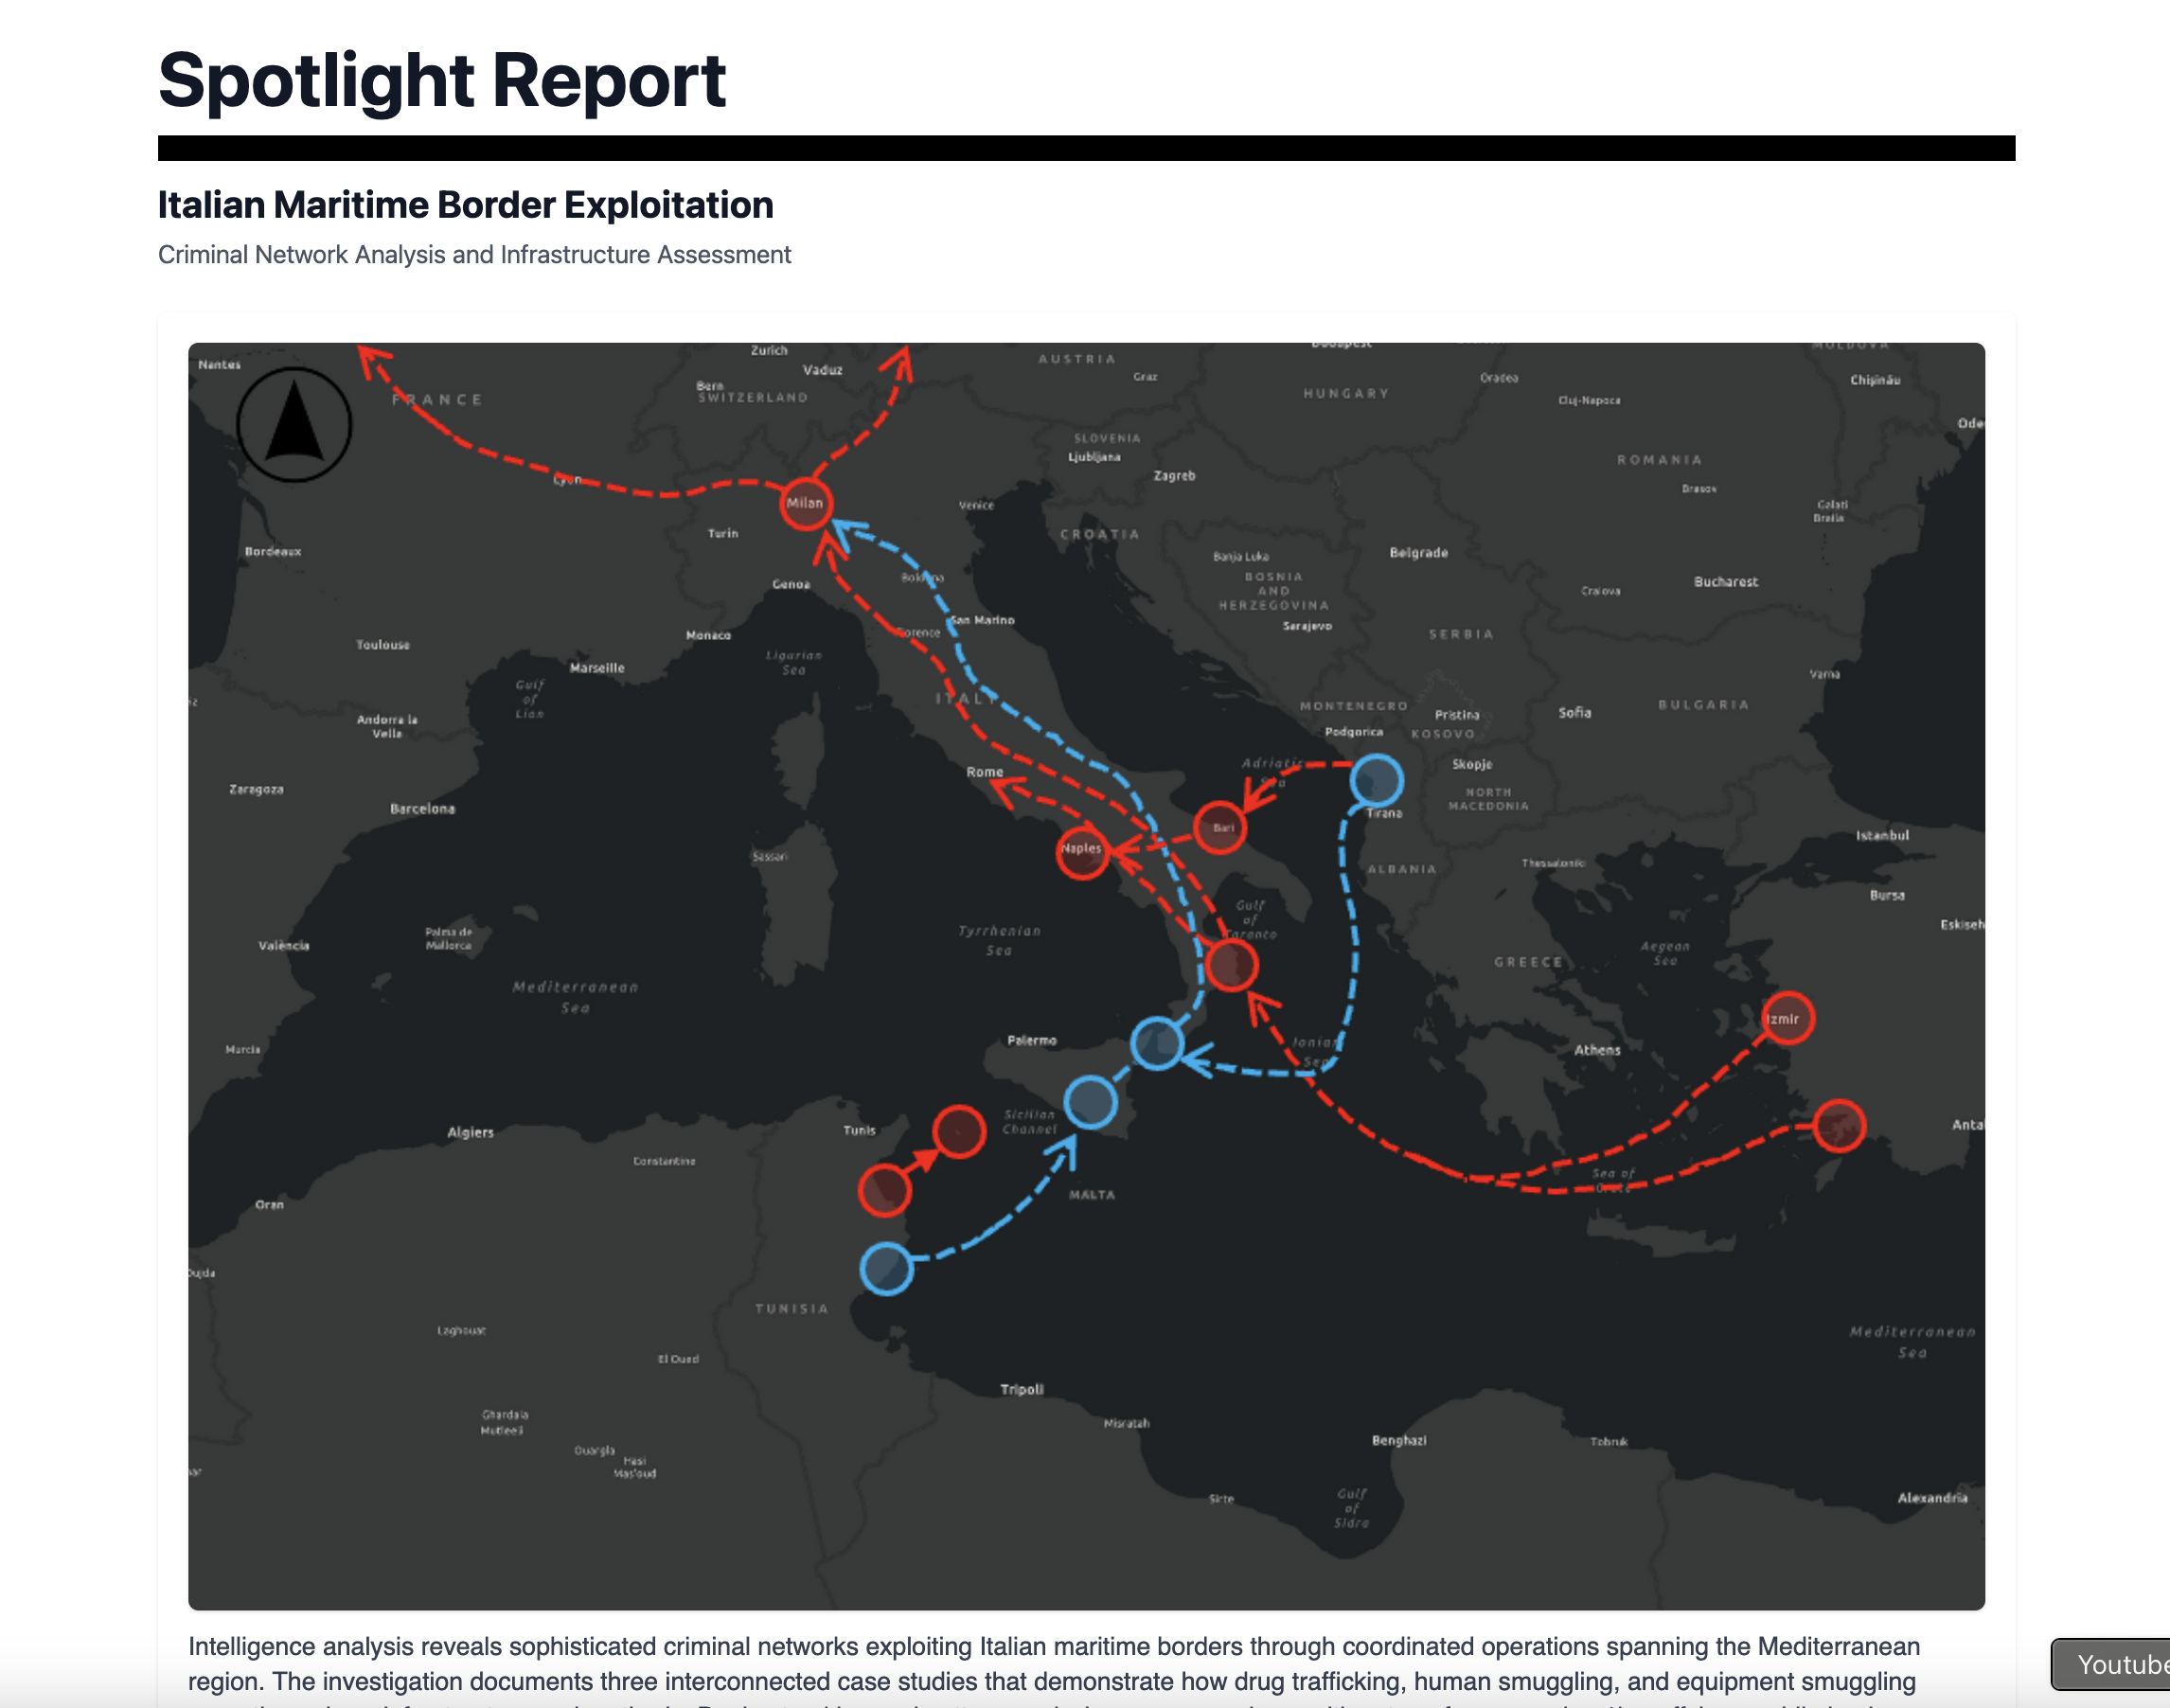 Spotlight Report
Italian Maritime Border Exploitation
Criminal Network Analysis and Infrastructure Assessment
Nantes
Zurich
Vaduz
Bern
SWITZERLAND
FRANCE
AUSTRIA
Graz
Budapest
HUNGARY
Oradea
Cluj-Napoca
MOLDOVA
Chişinău
Ode
SLOVENIA
Ljubljana
Zagreb
ROMANIA
Brasov
Galati
Braila
Lyon
Milan
Venice
Turin
CROATIA
Bordeaux
Banja Luka
BOSNIA
AND
HERZEGOVINA
Belgrade
Bucharest
Craiova
Genoa
Bologna
San Marino
Sarajevo
SERBIA
Toulouse
Monaco
Florence
Marseille
Ligurian
Sea
Gulf
of
Lion
ITALY
Varna
MONTENEGRO
Podgorica
Pristina
KOSOVO
Sofia
BULGARIA
Andorra la
Vella
Zaragoza
Barcelona
Rome
Adriatic
Sea
Skopje
NORTH
MACEDONIA
Tirana
Bari
Naples
Sassari
ALBANIA
Thessaloniki
Istanbul
Bursa
Eskiseh
Gulf
of
Taranto
Tyrrhenian
Sea
Palma de
Mallorca
València
Mediterranean
Sea
GREECE
Aegean
Sea
Izmir
Athens
Ionian
Sea
Murcia
Palermo
Sicilian
Channel
Algiers
Tunis
Constantine
Anta
MALTA
Sea of
Crete
Oran
Oujda
TUNISIA
Laghouat
El Oued
Mediterranean
Sea
Tripoli
Misratah
Ghardaia
Ouargla
Hasi
Mas'oud
Benghazi
Tobruk
Sirte
Gulf
of
Sidra
Alexandria
Intelligence analysis reveals sophisticated criminal networks exploiting Italian maritime borders through coordinated operations spanning the Mediterranean
region. The investigation documents three interconnected case studies that demonstrate how drug trafficking, human smuggling, and equipment smuggling
Youtube